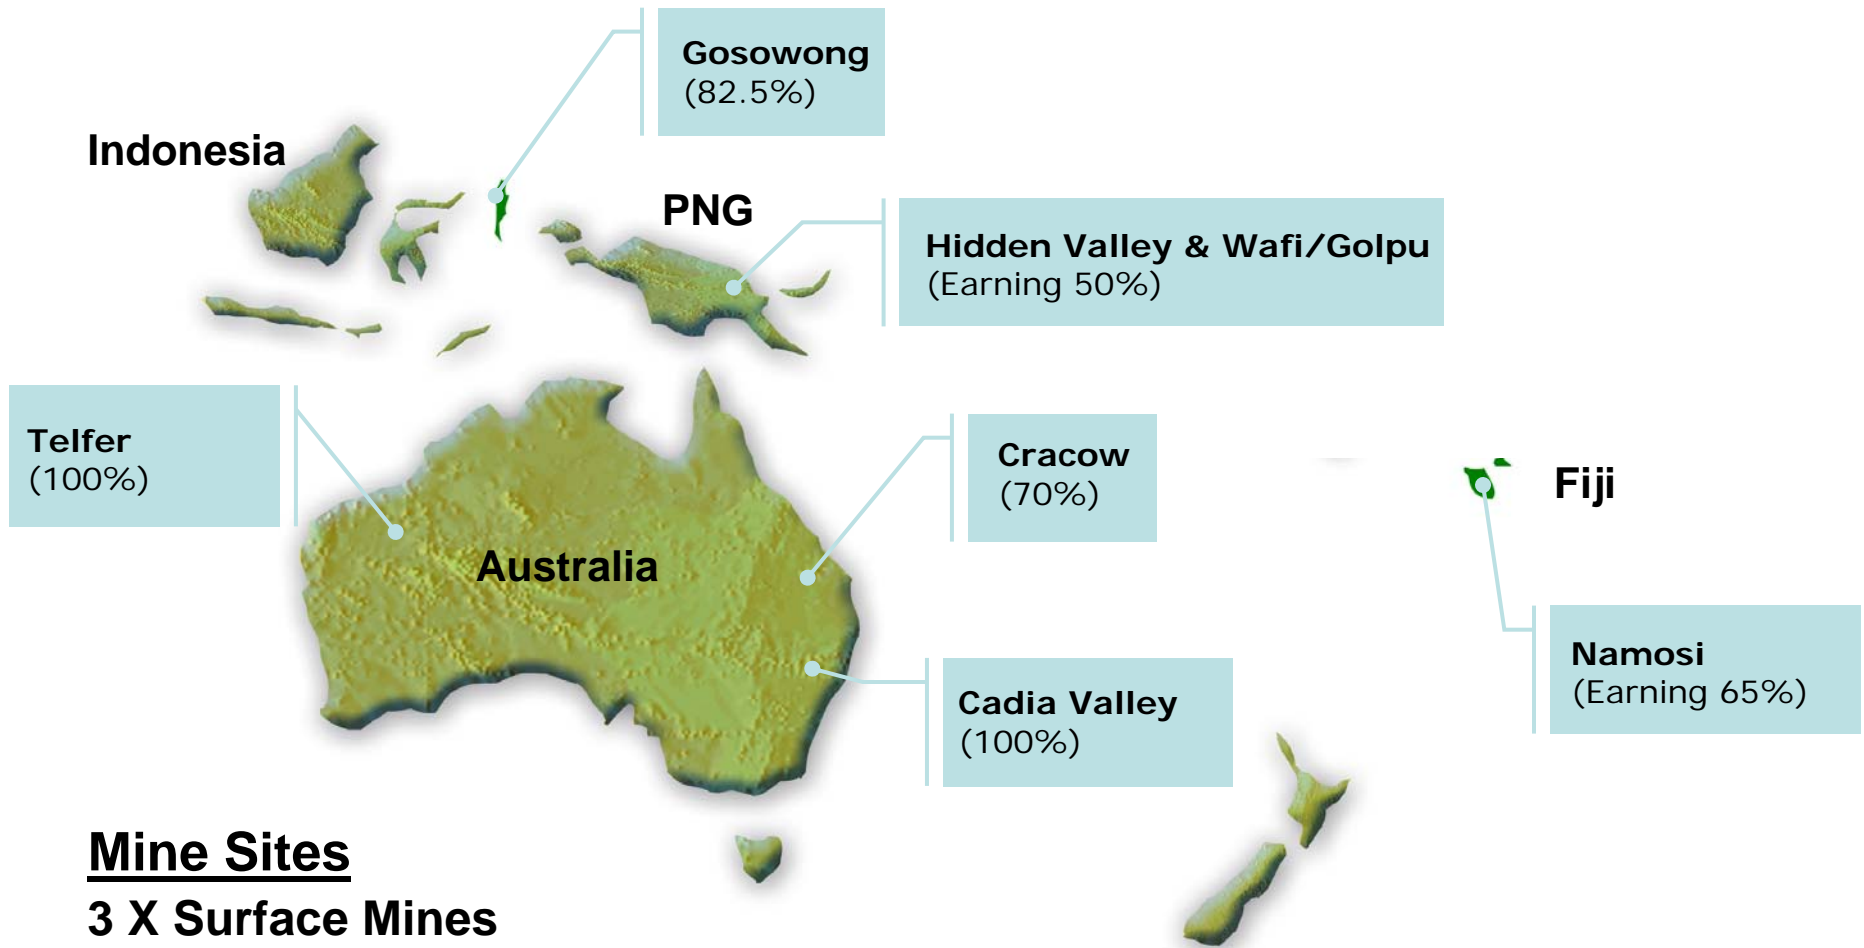 Gosowong
(82.5%)
Indonesia
PNG
Hidden Valley & Wafi/Golpu
(Earning 50%)
Telfer
(100%)
Cracow
(70%)
Fiji
Australia
Namosi
(Earning 65%)
Cadia Valley
(100%)
Mine Sites
3 X Surface Mines